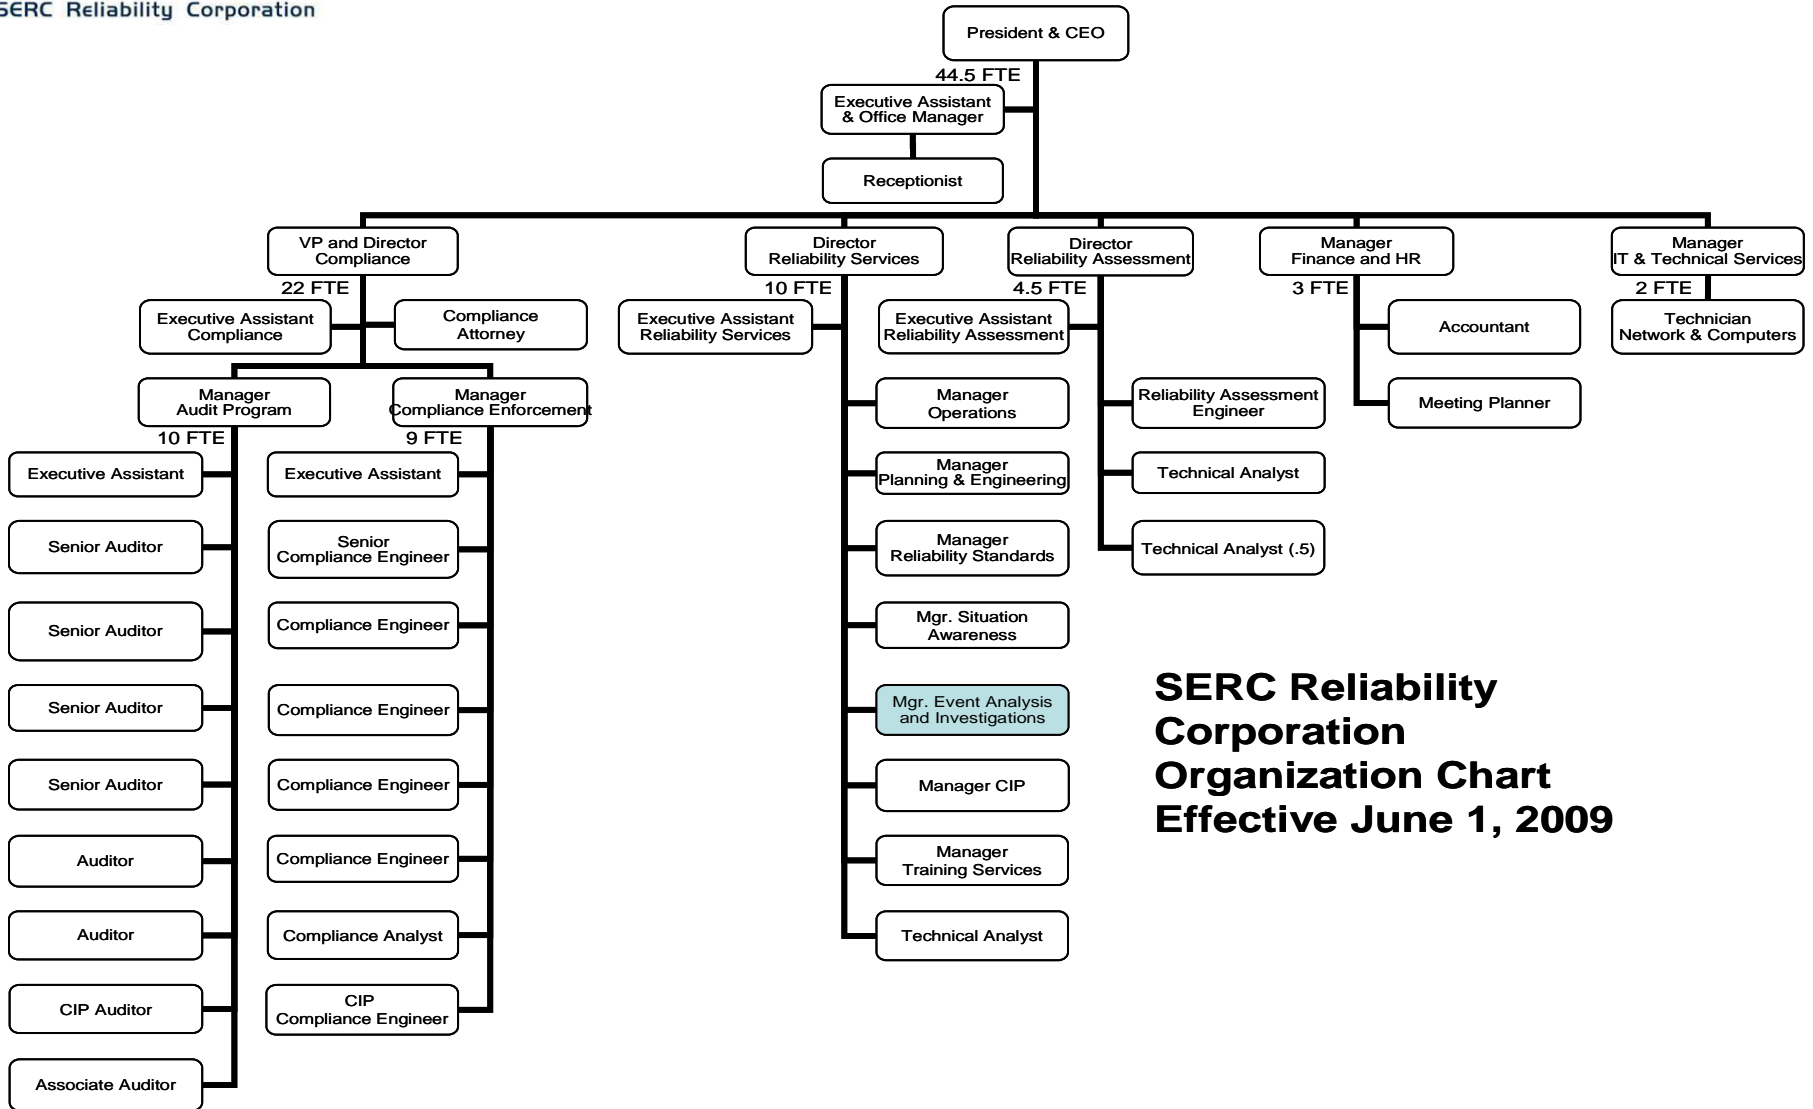 SERC Reliability Corporation
President & CEO
44.5 FTE
Executive Assistant
& Office Manager
Receptionist
VP and Director
Compliance
22 FTE
Executive Assistant
Compliance
Compliance
Attorney
Manager
Audit Program
10 FTE
Executive Assistant
Senior Auditor
Senior Auditor
Senior Auditor
Senior Auditor
Auditor
Auditor
CIP Auditor
Associate Auditor
Manager
Compliance Enforcement
9 FTE
Executive Assistant
Senior
Compliance Engineer
Compliance Engineer
Compliance Engineer
Compliance Engineer
Compliance Engineer
Compliance Analyst
CIP
Compliance Engineer
Director
Reliability Services
10 FTE
Executive Assistant
Reliability Services
Manager
Operations
Manager
Planning & Engineering
Manager
Reliability Standards
Mgr. Situation
Awareness
Mgr. Event Analysis
and Investigations
Manager CIP
Manager
Training Services
Technical Analyst
Director
Reliability Assessment
4.5 FTE
Executive Assistant
Reliability Assessment
Reliability Assessment
Engineer
Technical Analyst
Technical Analyst (.5)
Manager
Finance and HR
3 FTE
Accountant
Meeting Planner
Manager
IT & Technical Services
2 FTE
Technician
Network & Computers
SERC Reliability
Corporation
Organization Chart
Effective June 1, 2009